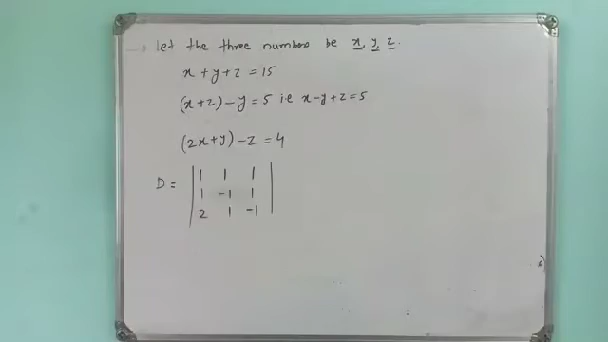 → let the three numbers be x, y, z.
x + y + z = 15
(x+z) - y = 5 i.e x - y + z = 5
(2x+y) - z = 4
D = | 1 1 1 |
| 1 -1 1 |
| 2 1 -1 |